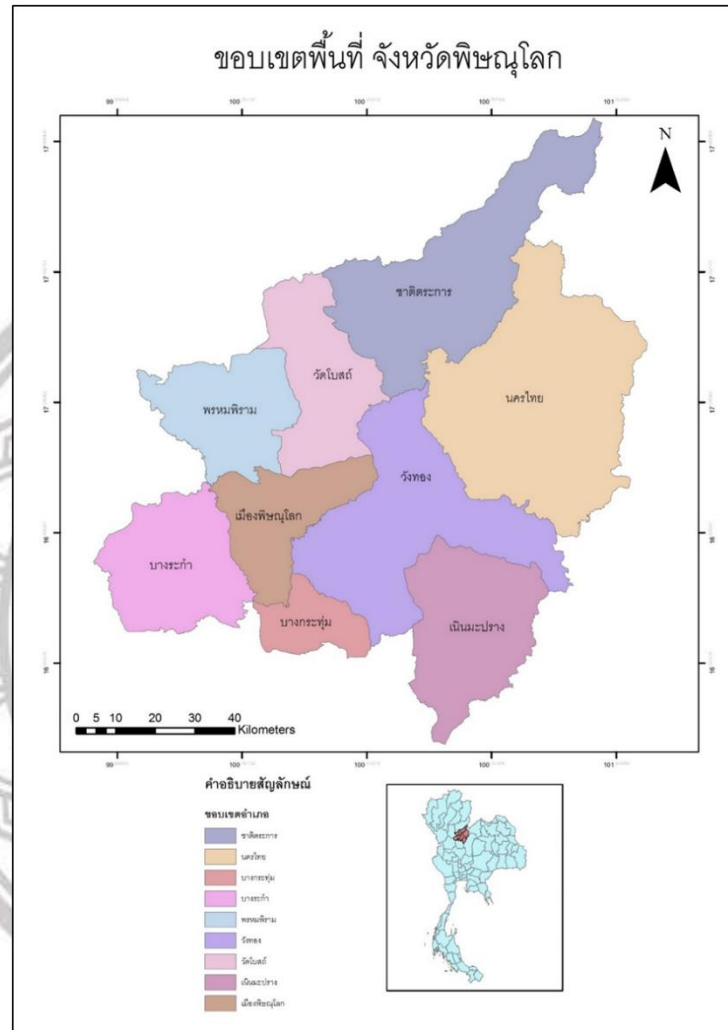 ขอบเขตพื้นที่ จังหวัดพิษณุโลก
N
ชาติตระการ
วัดโบสถ์
นครไทย
พรหมพิราม
วังทอง
เมืองพิษณุโลก
บางระกำ
บางกระทุ่ม
เนินมะปราง
0 5 10 20 30 40
Kilometers
คำอธิบายสัญลักษณ์
ขอบเขตอำเภอ
ชาติตระการ
นครไทย
บางกระทุ่ม
บางระกำ
พรหมพิราม
วังทอง
วัดโบสถ์
เนินมะปราง
เมืองพิษณุโลก